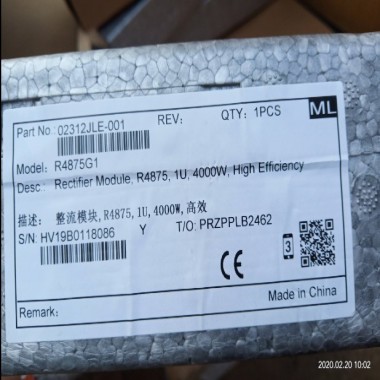 Part No.: 02312JLE-001 REV: QTY: 1PCS ML
Model: R4875G1
Desc: Rectifier Module, R4875, 1U, 4000W, High Efficiency
描述: 整流模块,R4875,1U,4000W,高效
S/N: HV19B0118086 Y T/O: PRZPPLB2462
3
Made in China
Remark:
2020.02.20 10:02